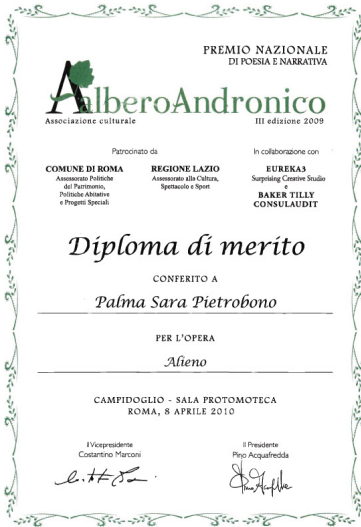 PREMIO NAZIONALE
DI POESIA E NARRATIVA
AlberoAndronico
Associazione culturale
III edizione 2009
Patrocinato da
In collaborazione con
COMUNE DI ROMA
Assessorato Politiche
del Patrimonio,
Politiche Abitative
e Progetti Speciali
REGIONE LAZIO
Assessorato alla Cultura,
Spettacolo e Sport
EUREKA3
Surprising Creative Studio
e
BAKER TILLY
CONSULAUDIT
Diploma di merito
CONFERITO A
Palma Sara Pietrobono
PER L'OPERA
Alieno
CAMPIDOGLIO - SALA PROTOMOTECA
ROMA, 8 APRILE 2010
il Vicepresidente
Costantino Marconi
Il Presidente
Pino Acquafredda